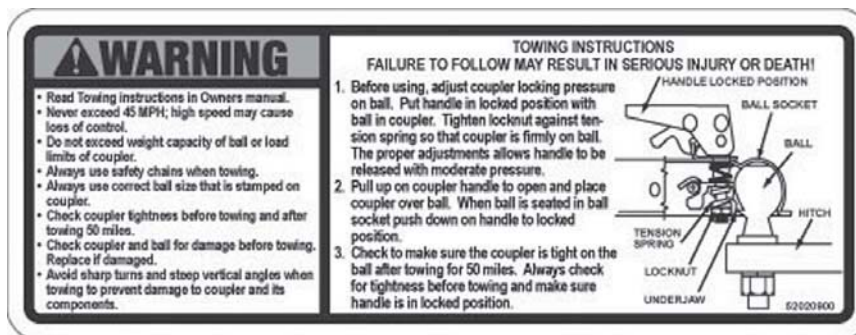 WARNING
• Read Towing instructions in Owners manual.
• Never exceed 45 MPH; high speed may cause
loss of control.
• Do not exceed weight capacity of ball or load
limits of coupler.
• Always use safety chains when towing.
• Always use correct ball size that is stamped on
coupler.
• Check coupler tightness before towing and after
towing 50 miles.
• Check coupler and ball for damage before towing.
Replace if damaged.
• Avoid sharp turns and steep vertical angles when
towing to prevent damage to coupler and its
components.
TOWING INSTRUCTIONS
FAILURE TO FOLLOW MAY RESULT IN SERIOUS INJURY OR DEATH!
1. Before using, adjust coupler locking pressure
on ball. Put handle in locked position with
ball in coupler. Tighten locknut against ten-
sion spring so that coupler is firmly on ball.
The proper adjustments allows handle to be
released with moderate pressure.
2. Pull up on coupler handle to open and place
coupler over ball. When ball is seated in ball
socket push down on handle to locked
position.
3. Check to make sure the coupler is tight on the
ball after towing for 50 miles. Always check
for tightness before towing and make sure
handle is in locked position.
HANDLE LOCKED POSITION
BALL SOCKET
BALL
HITCH
TENSION
SPRING
LOCKNUT
UNDERJAW
52020900